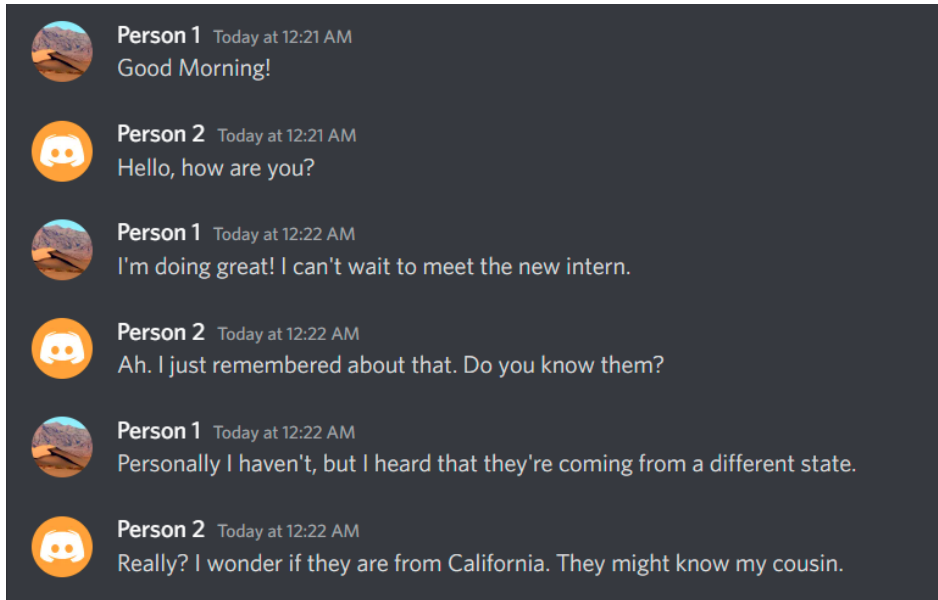 Person 1 Today at 12:21 AM
Good Morning!
Person 2 Today at 12:21 AM
Hello, how are you?
Person 1 Today at 12:22 AM
I'm doing great! I can't wait to meet the new intern.
Person 2 Today at 12:22 AM
Ah. I just remembered about that. Do you know them?
Person 1 Today at 12:22 AM
Personally I haven't, but I heard that they're coming from a different state.
Person 2 Today at 12:22 AM
Really? I wonder if they are from California. They might know my cousin.